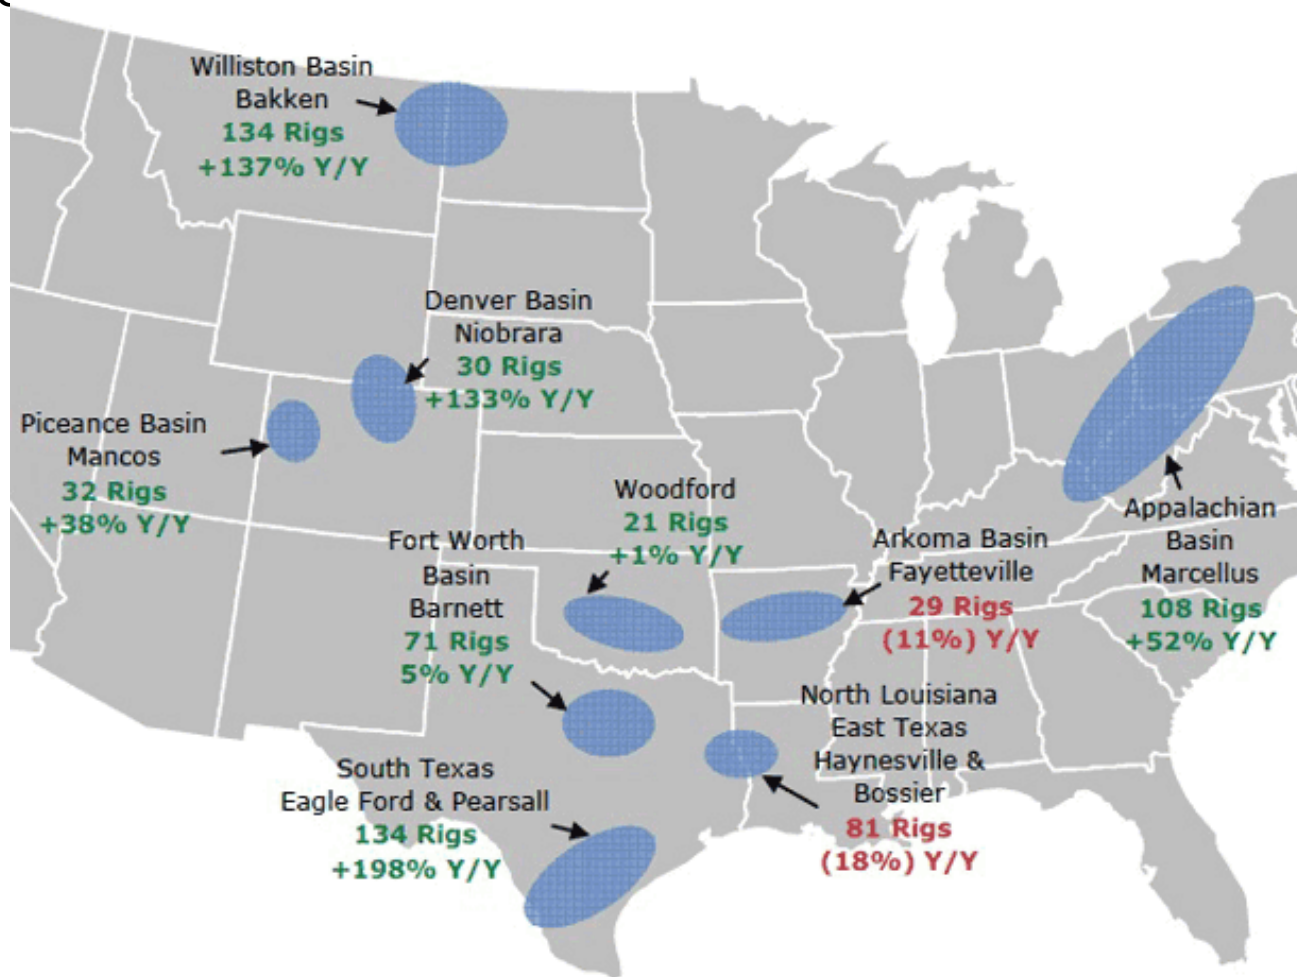 Williston Basin
Bakken
134 Rigs
+137% Y/Y
Denver Basin
Niobrara
30 Rigs
+133% Y/Y
Piceance Basin
Mancos
32 Rigs
+38% Y/Y
Woodford
21 Rigs
+1% Y/Y
Fort Worth
Basin
Barnett
71 Rigs
5% Y/Y
Arkoma Basin
Fayetteville
29 Rigs
(11%) Y/Y
Appalachian
Basin
Marcellus
108 Rigs
+52% Y/Y
North Louisiana
East Texas
Haynesville &
Bossier
81 Rigs
(18%) Y/Y
South Texas
Eagle Ford & Pearsall
134 Rigs
+198% Y/Y